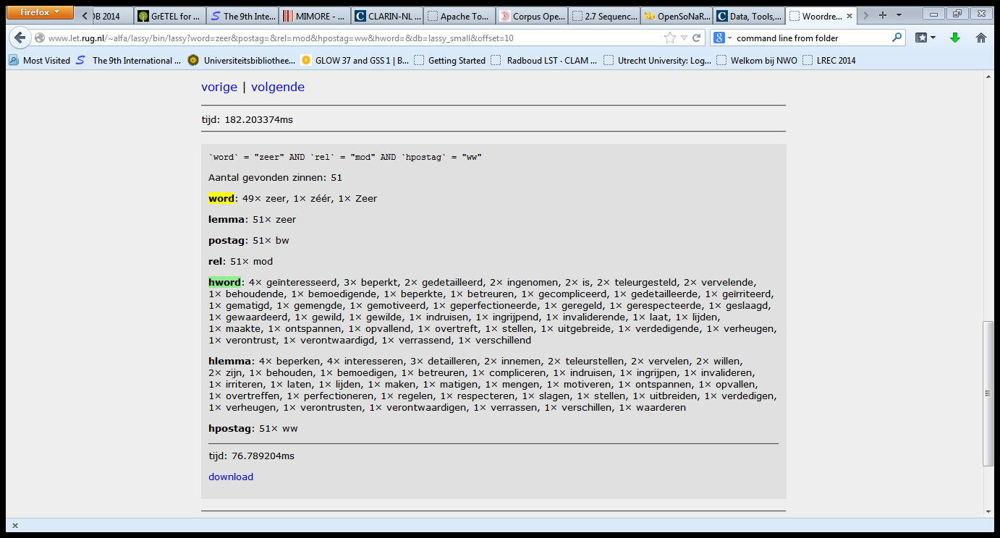 Firefox
DB 2014
GrETEL for ...
The 9th Inte...
MIMORE - ...
CLARIN-NL ...
Apache To...
Corpus Ope...
2.7 Sequenc...
OpenSoNaR...
Data, Tools,...
Woordre...
www.let.rug.nl/~alfa/lassy/bin/lassy?word=zeer&postag=&rel=mod&hpostag=ww&hword=&db=lassy_small&offset=10
command line from folder
Most Visited
The 9th International ...
Universiteitsbibliothee...
GLOW 37 and GSS 1 | B...
Getting Started
Radboud LST · CLAM ...
Utrecht University: Log...
Welkom bij NWO
LREC 2014
vorige | volgende
tijd: 182.203374ms
`word` = "zeer" AND `rel` = "mod" AND `hpostag` = "ww"
Aantal gevonden zinnen: 51
word: 49× zeer, 1× zéér, 1× Zeer
lemma: 51× zeer
postag: 51× bw
rel: 51× mod
hword: 4× geïnteresseerd, 3× beperkt, 2× gedetailleerd, 2× ingenomen, 2× is, 2× teleurgesteld, 2× vervelende,
1× behoudende, 1× bemoedigende, 1× beperkte, 1× betreuren, 1× gecompliceerd, 1× gedetailleerde, 1× geïrriteerd,
1× gematigd, 1× gemengde, 1× gemotiveerd, 1× geperfectioneerde, 1× geregeld, 1× gerespecteerde, 1× geslaagd,
1× gewaardeerd, 1× gewild, 1× gewilde, 1× indruisen, 1× ingrijpend, 1× invaliderende, 1× laat, 1× lijden,
1× maakte, 1× ontspannen, 1× opvallend, 1× overtreft, 1× stellen, 1× uitgebreide, 1× verdedigende, 1× verheugen,
1× verontrust, 1× verontwaardigd, 1× verrassend, 1× verschillend
hlemma: 4× beperken, 4× interesseren, 3× detailleren, 2× innemen, 2× teleurstellen, 2× vervelen, 2× willen,
2× zijn, 1× behouden, 1× bemoedigen, 1× betreuren, 1× compliceren, 1× indruisen, 1× ingrijpen, 1× invalideren,
1× irriteren, 1× laten, 1× lijden, 1× maken, 1× matigen, 1× mengen, 1× motiveren, 1× ontspannen, 1× opvallen,
1× overtreffen, 1× perfectioneren, 1× regelen, 1× respecteren, 1× slagen, 1× stellen, 1× uitbreiden, 1× verdedigen,
1× verheugen, 1× verontrusten, 1× verontwaardigen, 1× verrassen, 1× verschillen, 1× waarderen
hpostag: 51× ww
tijd: 76.789204ms
download